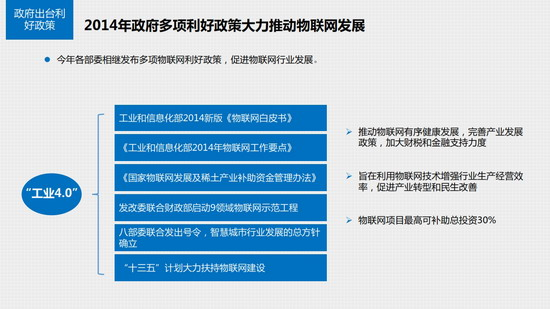 政府出台利
好政策
2014年政府多项利好政策大力推动物联网发展
今年各部委相继发布多项物联网利好政策，促进物联网行业发展。
工业和信息化部2014新版《物联网白皮书》
《工业和信息化部2014年物联网工作要点》
《国家物联网发展及稀土产业补助资金管理办法》
发改委联合财政部启动9领域物联网示范工程
八部委联合发出号令，智慧城市行业发展的总方针
确立
“十三五”计划大力扶持物联网建设
“工业4.0”
推动物联网有序健康发展，完善产业发展
政策，加大财税和金融支持力度
旨在利用物联网技术增强行业生产经营效
率，促进产业转型和民生改善
物联网项目最高可补助总投资30%